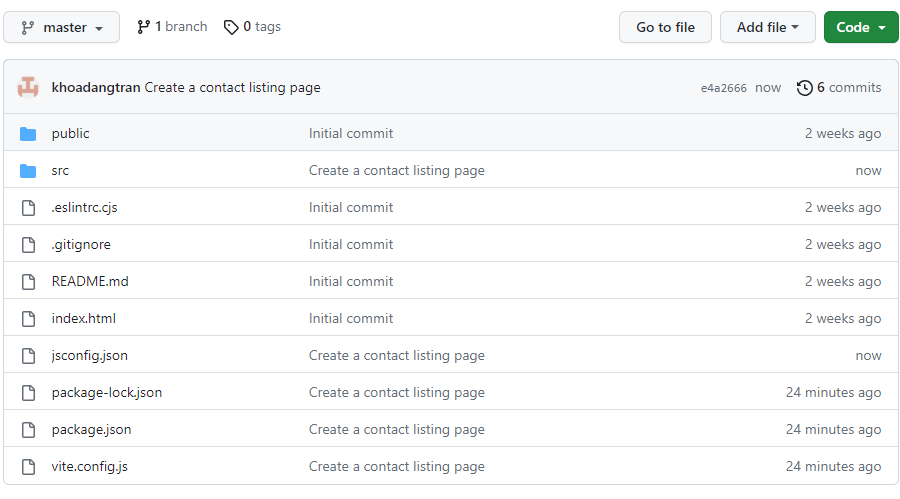 master 1 branch 0 tags Go to file Add file Code
khoadangtran Create a contact listing page e4a2666 now 6 commits
public Initial commit 2 weeks ago
src Create a contact listing page now
.eslintrc.cjs Initial commit 2 weeks ago
.gitignore Initial commit 2 weeks ago
README.md Initial commit 2 weeks ago
index.html Initial commit 2 weeks ago
jsconfig.json Create a contact listing page now
package-lock.json Create a contact listing page 24 minutes ago
package.json Create a contact listing page 24 minutes ago
vite.config.js Create a contact listing page 24 minutes ago